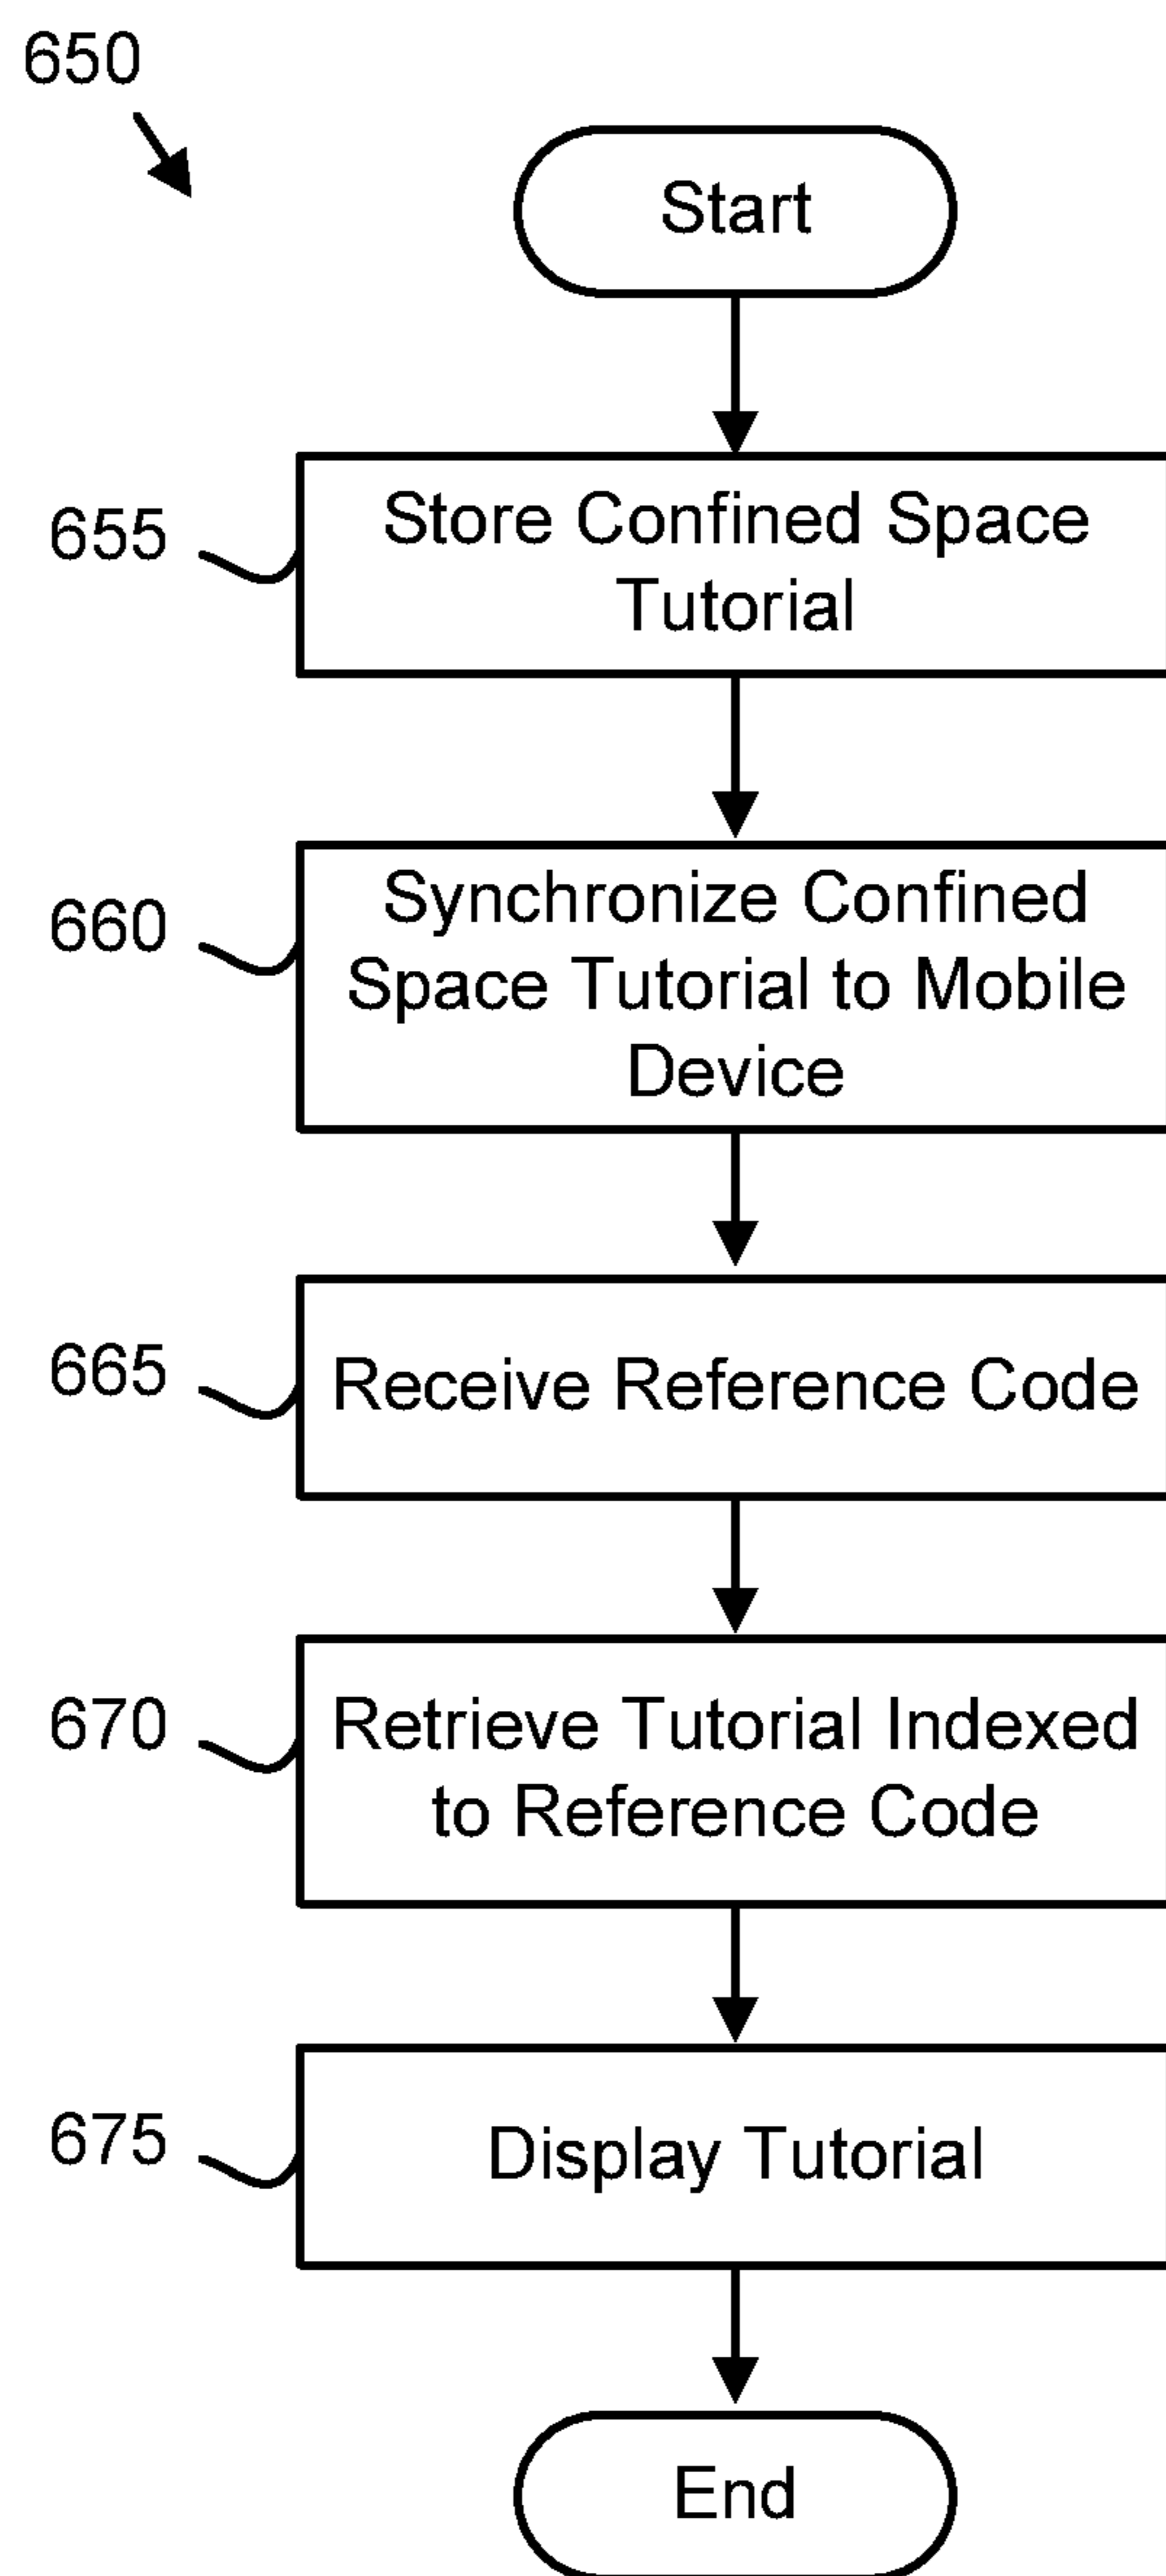 650
Start
655
Store Confined Space
Tutorial
660
Synchronize Confined
Space Tutorial to Mobile
Device
665
Receive Reference Code
670
Retrieve Tutorial Indexed
to Reference Code
675
Display Tutorial
End